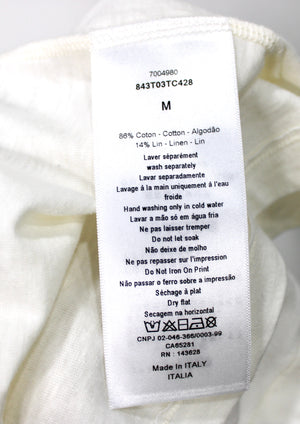 7004980
843T03TC428
M
86% Coton - Cotton - Algodão
14% Lin - Linen - Lin
Laver séparément
wash separately
Lavar separadamente
Lavage à la main uniquement à l'eau
froide
Hand washing only in cold water
Lavar a mão só em água fria
Ne pas laisser tremper
Do not let soak
Não deixe de molho
Ne pas repasser sur l'impression
Do Not Iron On Print
Não passar o ferro sobre a impressão
Séchage à plat
Dry flat
Secagem na horizontal
CNPJ 02-046-366/0003-99
CA65281
RN : 143628
Made in ITALY
ITALIA